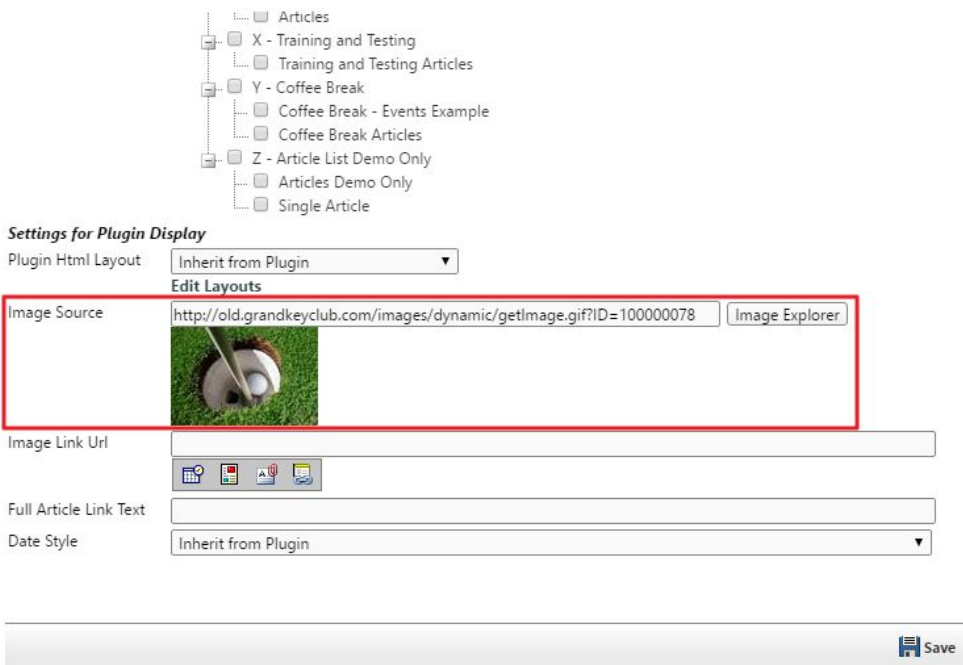 Articles
X - Training and Testing
Training and Testing Articles
Y - Coffee Break
Coffee Break - Events Example
Coffee Break Articles
Z - Article List Demo Only
Articles Demo Only
Single Article
Settings for Plugin Display
Plugin Html Layout Inherit from Plugin
Edit Layouts
Image Source http://old.grandkeyclub.com/images/dynamic/getImage.gif?ID=100000078 Image Explorer
Image Link Url
Full Article Link Text
Date Style Inherit from Plugin
Save